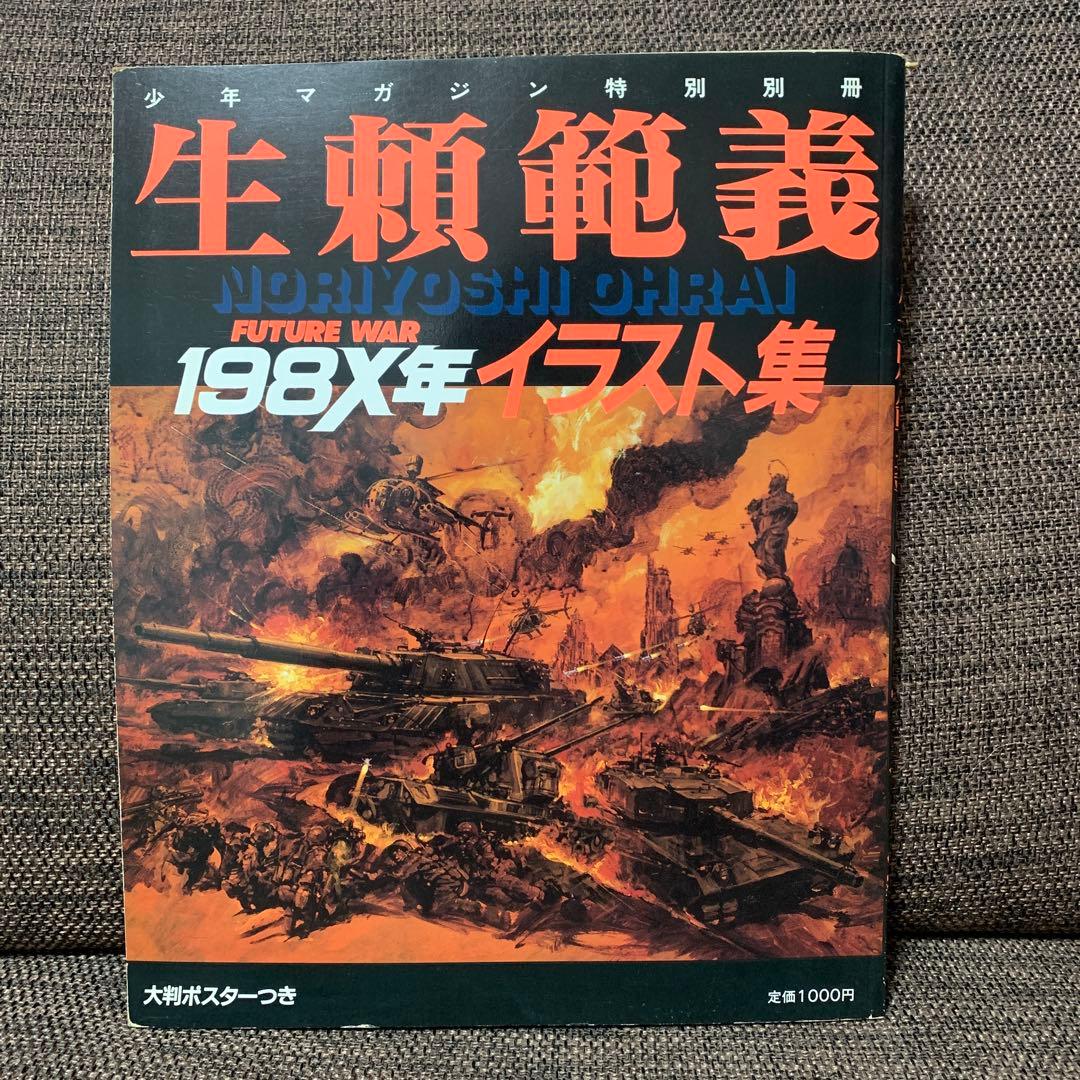 少年マガジン特別別冊
生頼範義
NORIYOSHI OHRAI
FUTURE WAR
198X年イラスト集
大判ポスターつき
定価1000円